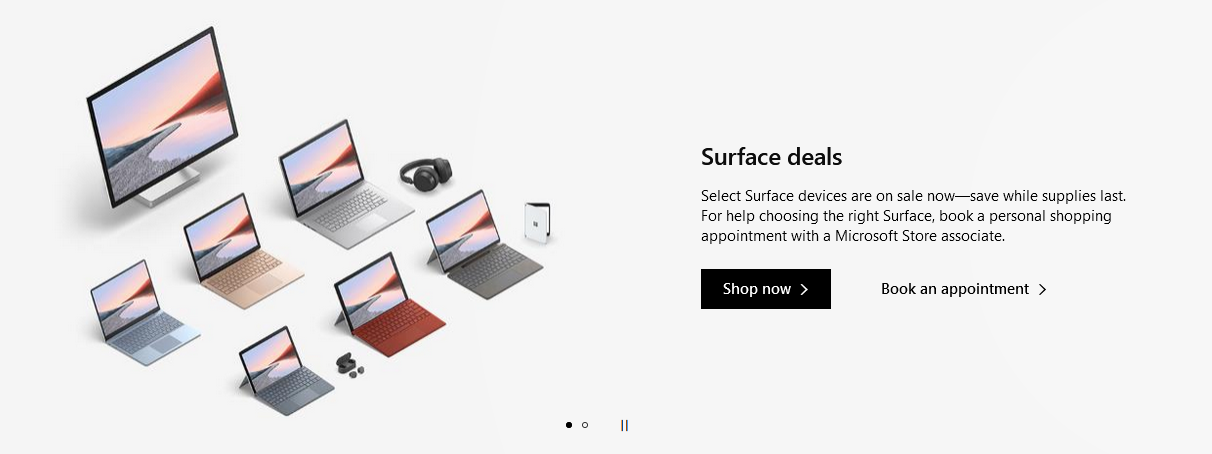 Surface deals
Select Surface devices are on sale now—save while supplies last.
For help choosing the right Surface, book a personal shopping
appointment with a Microsoft Store associate.
Shop now
Book an appointment